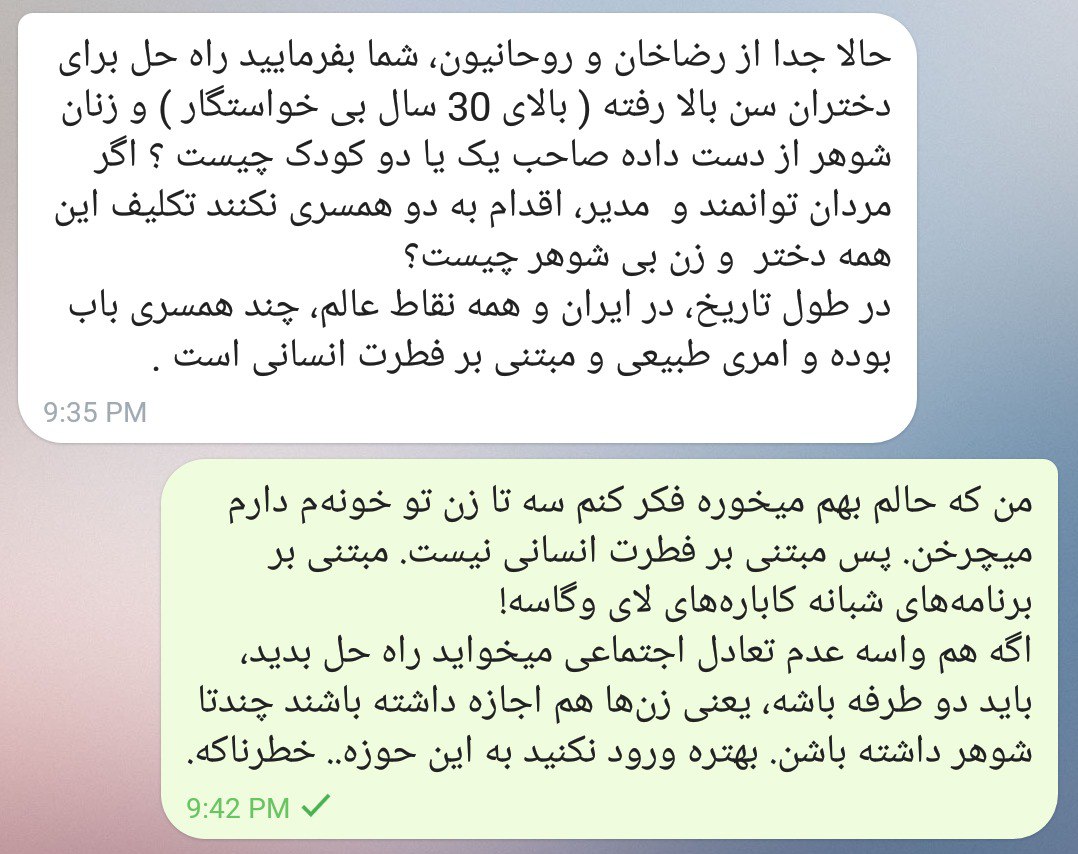 حالا جدا از رضاخان و روحانیون، شما بفرمایید راه حل برای
دختران سن بالا رفته ( بالای 30 سال بی خواستگار ) و زنان
شوهر از دست داده صاحب یک یا دو کودک چیست ؟ اگر
مردان توانمند و  مدیر، اقدام به دو همسری نکنند تکلیف این
همه دختر  و زن بی شوهر چیست؟
در طول تاریخ، در ایران و همه نقاط عالم، چند همسری باب
بوده و امری طبیعی و مبتنی بر فطرت انسانی است .
9:35 PM
من که حالم بهم میخوره فکر کنم سه تا زن تو خونه‌م دارم
میچرخن. پس مبتنی بر فطرت انسانی نیست. مبتنی بر
برنامه‌های شبانه کاباره‌های لای وگاسه!
اگه هم واسه عدم تعادل اجتماعی میخواید راه حل بدید،
باید دو طرفه باشه، یعنی زن‌ها هم اجازه داشته باشند چندتا
شوهر داشته باشن. بهتره ورود نکنید به این حوزه.. خطرناکه.
9:42 PM